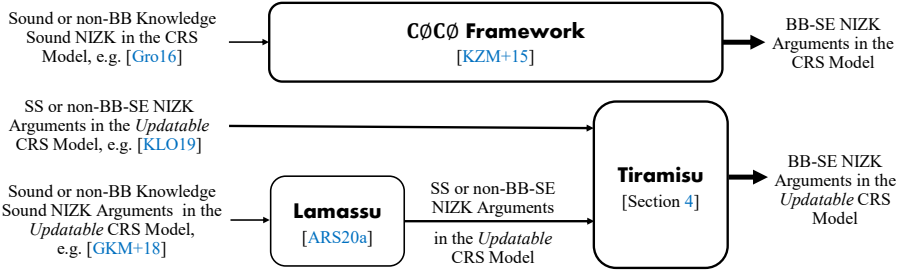 Sound or non-BB Knowledge
Sound NIZK in the CRS
Model, e.g. [Gro16]
CØCØ Framework
[KZM+15]
BB-SE NIZK
Arguments in the
CRS Model
SS or non-BB-SE NIZK
Arguments in the Updatable
CRS Model, e.g. [KLO19]
Sound or non-BB Knowledge
Sound NIZK Arguments in the
Updatable CRS Model,
e.g. [GKM+18]
Lamassu
[ARS20a]
SS or non-BB-SE
NIZK Arguments
in the Updatable
CRS Model
Tiramisu
[Section 4]
BB-SE NIZK
Arguments in the
Updatable CRS
Model